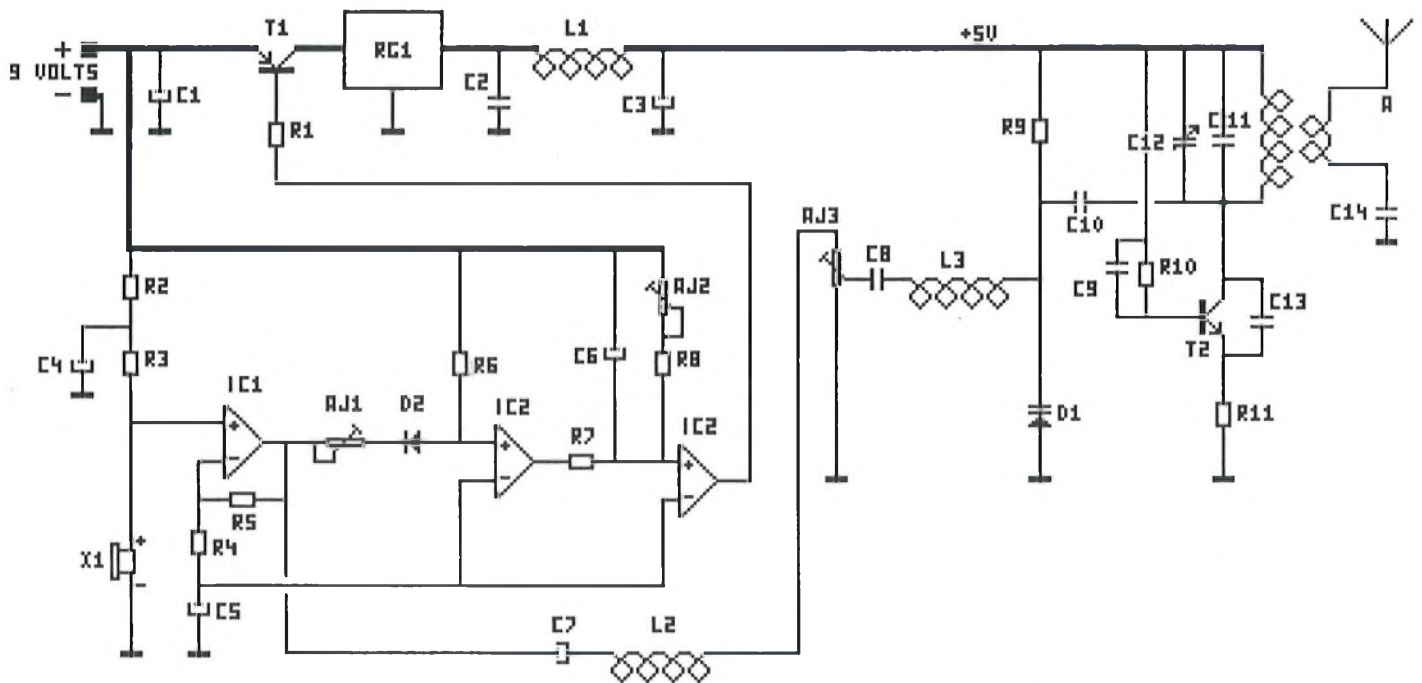 T1
L1
+5V
+
9 VOLTS
-
RG1
C1
C2
C3
R1
R9
C12
C11
A
C10
C14
AJ3
C8
L3
R2
AJ2
C9
R10
C13
C4
R3
R6
C6
R8
T2
IC1
AJ1
D2
IC2
R7
IC2
D1
R11
+
-
+
-
+
-
R5
R4
X1
+
-
C5
C7
L2